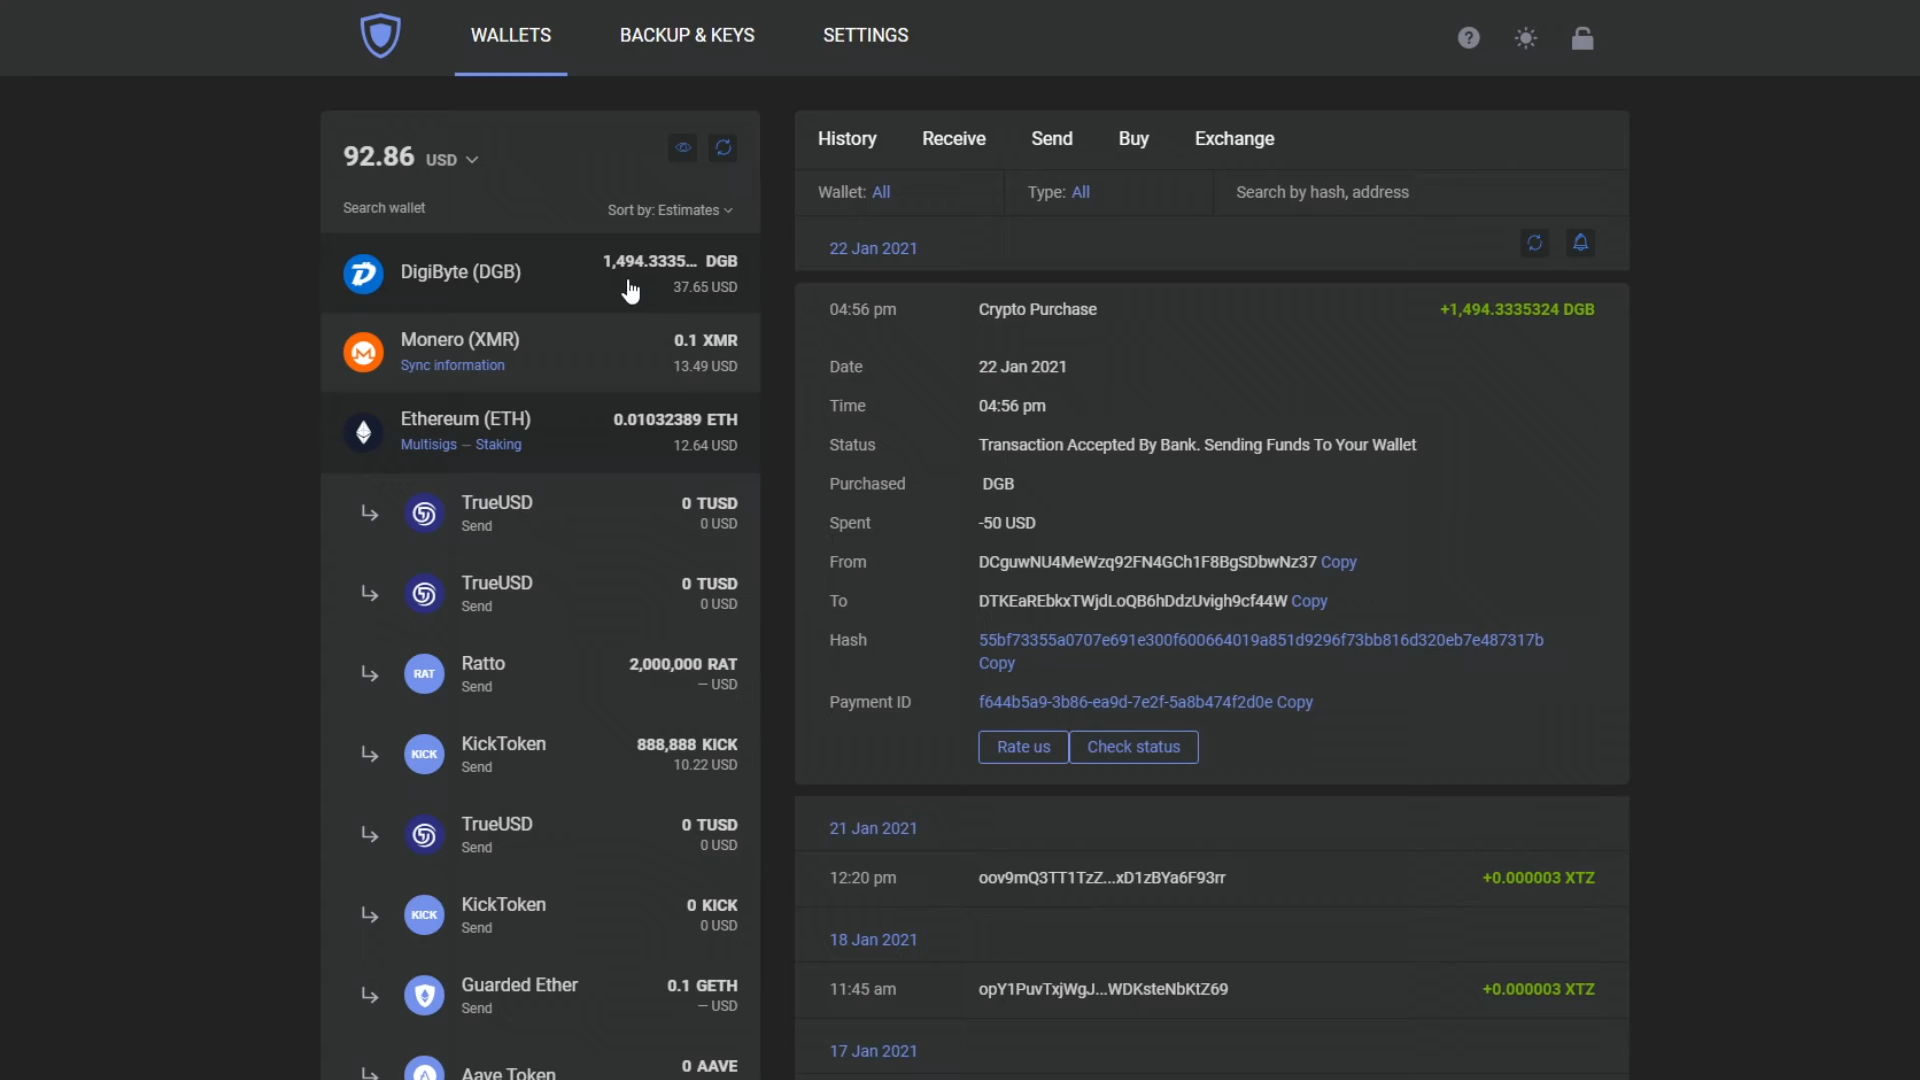 WALLETS
BACKUP & KEYS
SETTINGS
92.86 USD
Search wallet
Sort by: Estimates
DigiByte (DGB)
1,494.3335... DGB
37.65 USD
Monero (XMR)
0.1 XMR
Sync information
13.49 USD
Ethereum (ETH)
0.01032389 ETH
Multisigs – Staking
12.64 USD
TrueUSD
0 TUSD
Send
0 USD
TrueUSD
0 TUSD
Send
0 USD
RAT
Ratto
2,000,000 RAT
Send
– USD
KICK
KickToken
888,888 KICK
Send
10.22 USD
TrueUSD
0 TUSD
Send
0 USD
KICK
KickToken
0 KICK
Send
0 USD
Guarded Ether
0.1 GETH
Send
– USD
Aave Token
0 AAVE
History
Receive
Send
Buy
Exchange
Wallet: All
Type: All
Search by hash, address
22 Jan 2021
04:56 pm
Crypto Purchase
+1,494.3335324 DGB
Date
22 Jan 2021
Time
04:56 pm
Status
Transaction Accepted By Bank. Sending Funds To Your Wallet
Purchased
DGB
Spent
-50 USD
From
DCguwNU4MeWzq92FN4GCh1F8BgSDbwNz37 Copy
To
DTKEaREbkxTWjdLoQB6hDdzUvigh9cf44W Copy
Hash
55bf73355a0707e691e300f600664019a851d9296f73bb816d320eb7e487317b
Copy
Payment ID
f644b5a9-3b86-ea9d-7e2f-5a8b474f2d0e Copy
Rate us
Check status
21 Jan 2021
12:20 pm
oov9mQ3TT1TzZ...xD1zBYa6F93rr
+0.000003 XTZ
18 Jan 2021
11:45 am
opY1PuvTxjWgJ...WDKsteNbKtZ69
+0.000003 XTZ
17 Jan 2021